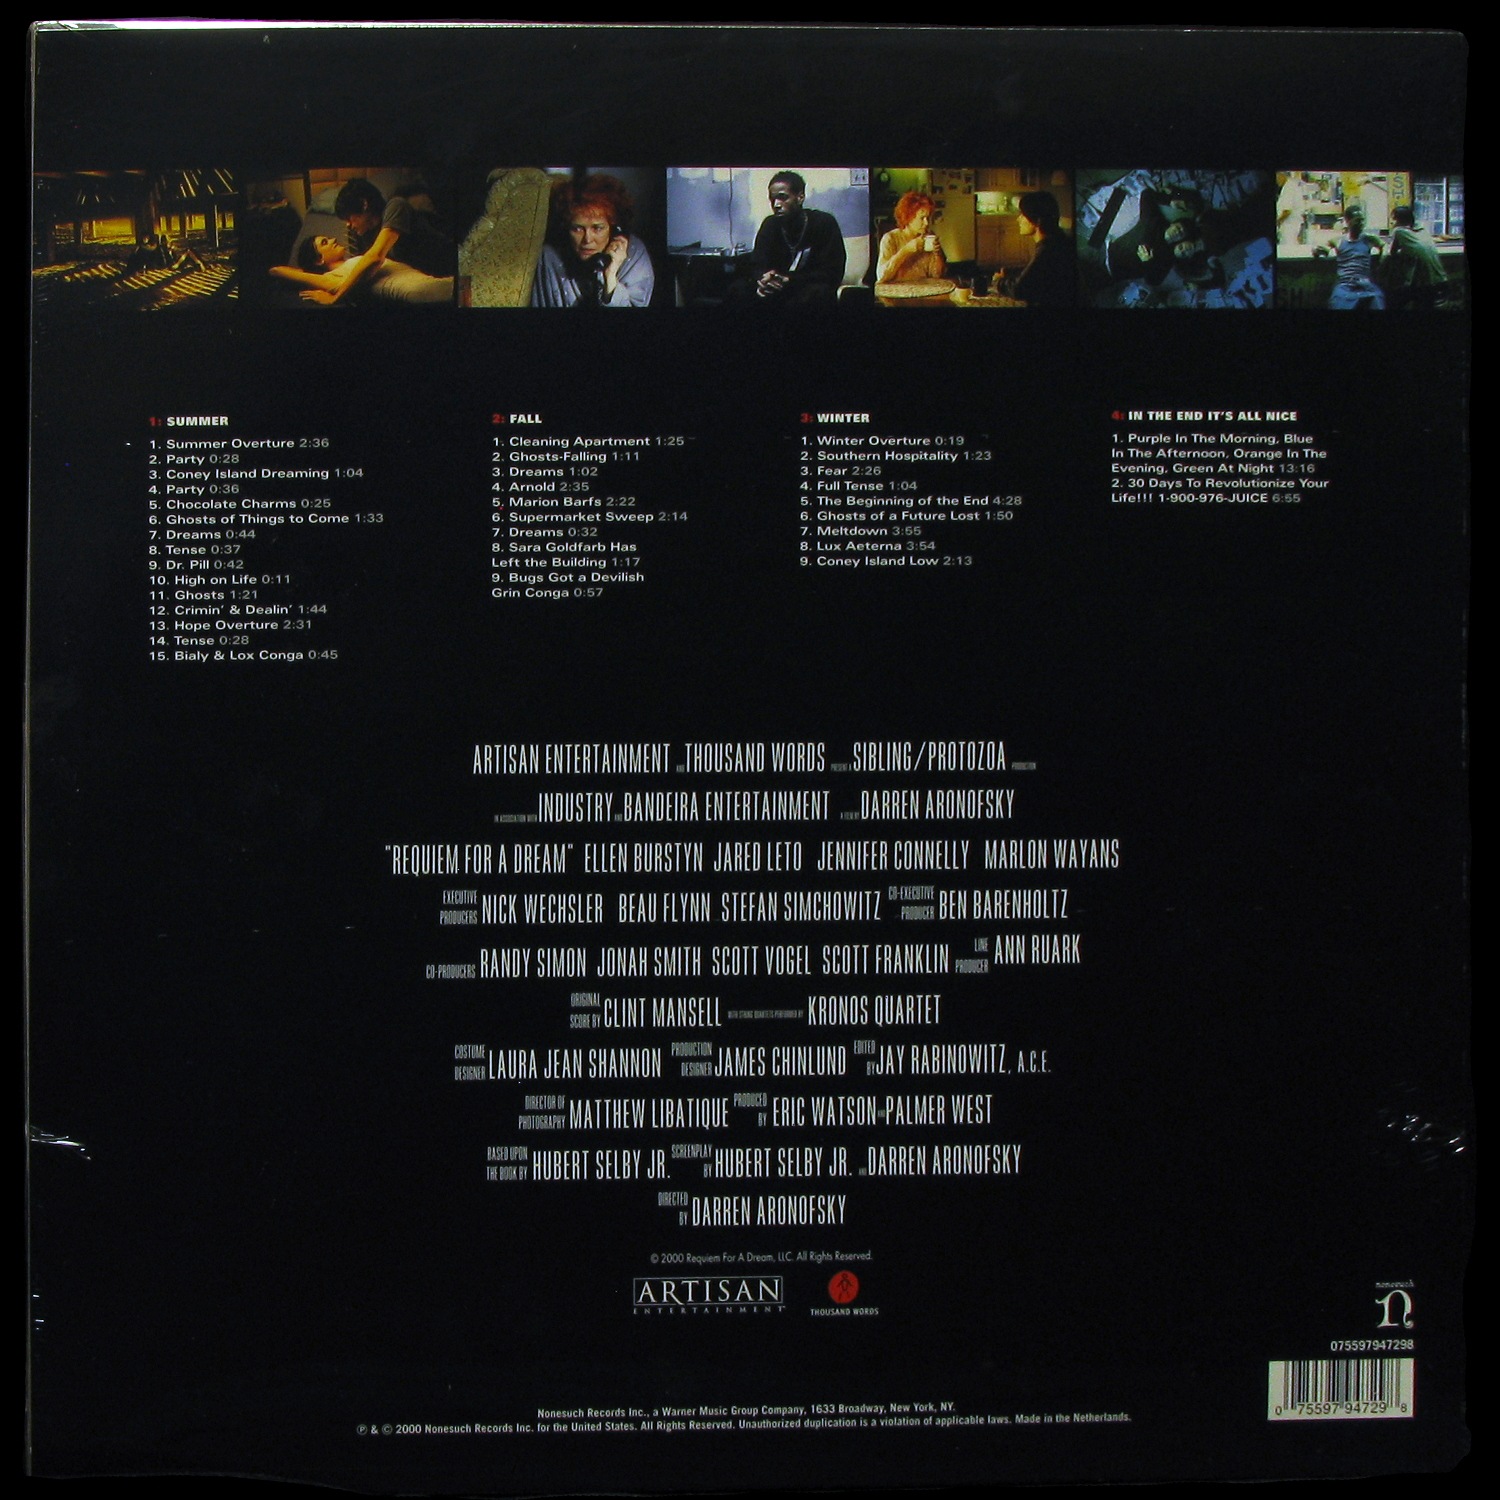 1: SUMMER
1. Summer Overture 2:36
2. Party 0:28
3. Coney Island Dreaming 1:04
4. Party 0:36
5. Chocolate Charms 0:25
6. Ghosts of Things to Come 1:33
7. Dreams 0:44
8. Tense 0:37
9. Dr. Pill 0:42
10. High on Life 0:11
11. Ghosts 1:21
12. Crimin' & Dealin' 1:44
13. Hope Overture 2:31
14. Tense 0:28
15. Bialy & Lox Conga 0:45
2: FALL
1. Cleaning Apartment 1:25
2. Ghosts-Falling 1:11
3. Dreams 1:02
4. Arnold 2:35
5. Marion Barfs 2:22
6. Supermarket Sweep 2:14
7. Dreams 0:32
8. Sara Goldfarb Has
Left the Building 1:17
9. Bugs Got a Devilish
Grin Conga 0:57
3: WINTER
1. Winter Overture 0:19
2. Southern Hospitality 1:23
3. Fear 2:26
4. Full Tense 1:04
5. The Beginning of the End 4:28
6. Ghosts of a Future Lost 1:50
7. Meltdown 3:55
8. Lux Aeterna 3:54
9. Coney Island Low 2:13
4: IN THE END IT'S ALL NICE
1. Purple In The Morning, Blue
In The Afternoon, Orange In The
Evening, Green At Night 13:16
2. 30 Days To Revolutionize Your
Life!!! 1-900-976-JUICE 6:55
ARTISAN ENTERTAINMENT AND THOUSAND WORDS PRESENT A SIBLING/PROTOZOA PRODUCTION
IN ASSOCIATION WITH INDUSTRY AND BANDEIRA ENTERTAINMENT A FILM BY DARREN ARONOFSKY
"REQUIEM FOR A DREAM" ELLEN BURSTYN JARED LETO JENNIFER CONNELLY MARLON WAYANS
EXECUTIVE PRODUCERS NICK WECHSLER BEAU FLYNN STEFAN SIMCHOWITZ CO-EXECUTIVE PRODUCER BEN BARENHOLTZ
CO-PRODUCERS RANDY SIMON JONAH SMITH SCOTT VOGEL SCOTT FRANKLIN LINE PRODUCER ANN RUARK
ORIGINAL SCORE BY CLINT MANSELL WITH STRING QUARTETS PERFORMED BY KRONOS QUARTET
COSTUME DESIGNER LAURA JEAN SHANNON PRODUCTION DESIGNER JAMES CHINLUND EDITED BY JAY RABINOWITZ, A.C.E.
DIRECTOR OF PHOTOGRAPHY MATTHEW LIBATIQUE PRODUCED BY ERIC WATSON AND PALMER WEST
BASED UPON THE BOOK BY HUBERT SELBY JR. SCREENPLAY BY HUBERT SELBY JR. AND DARREN ARONOFSKY
DIRECTED BY DARREN ARONOFSKY
© 2000 Requiem For A Dream, LLC. All Rights Reserved.
ARTISAN
ENTERTAINMENT
THOUSAND WORDS
nonesuch
n
075597947298
0 75597 94729 8
Nonesuch Records Inc., a Warner Music Group Company, 1633 Broadway, New York, NY.
℗ & © 2000 Nonesuch Records Inc. for the United States. All Rights Reserved. Unauthorized duplication is a violation of applicable laws. Made in the Netherlands.